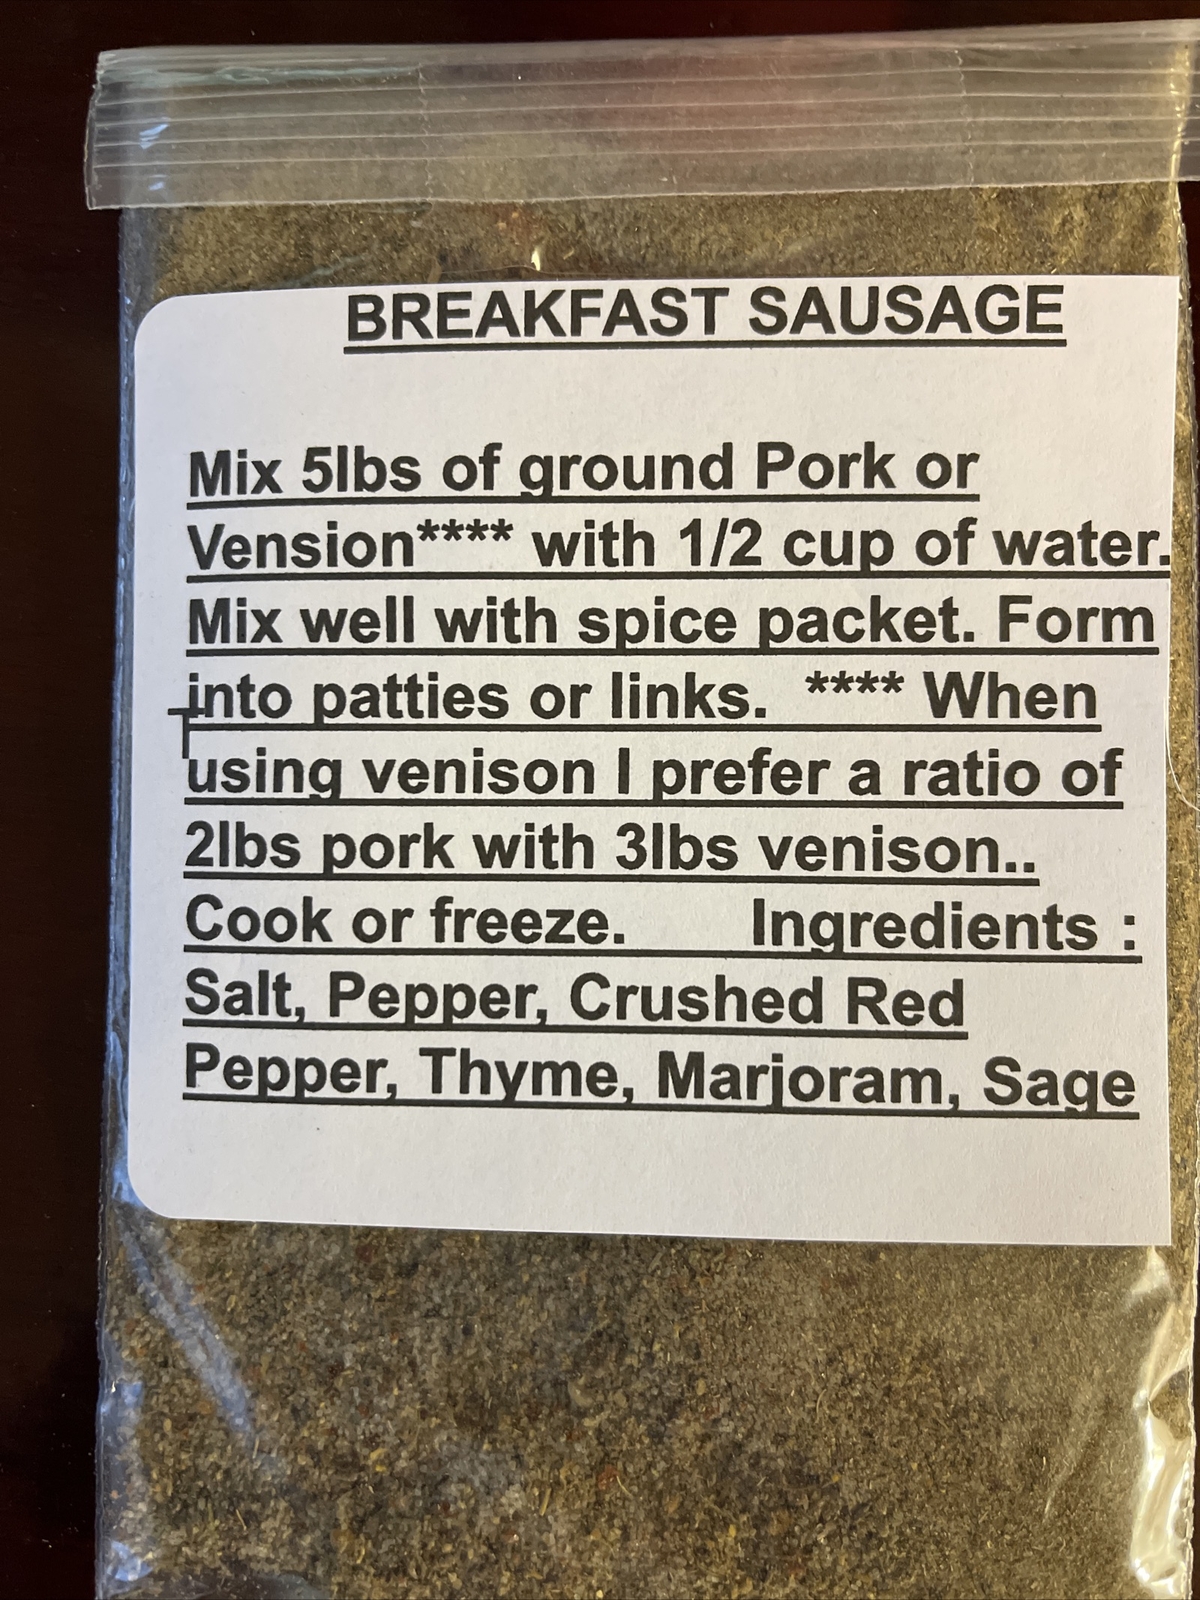 BREAKFAST SAUSAGE
Mix 5lbs of ground Pork or
Vension**** with 1/2 cup of water.
Mix well with spice packet. Form
into patties or links. **** When
using venison I prefer a ratio of
2lbs pork with 3lbs venison..
Cook or freeze. Ingredients :
Salt, Pepper, Crushed Red
Pepper, Thyme, Marjoram, Sage